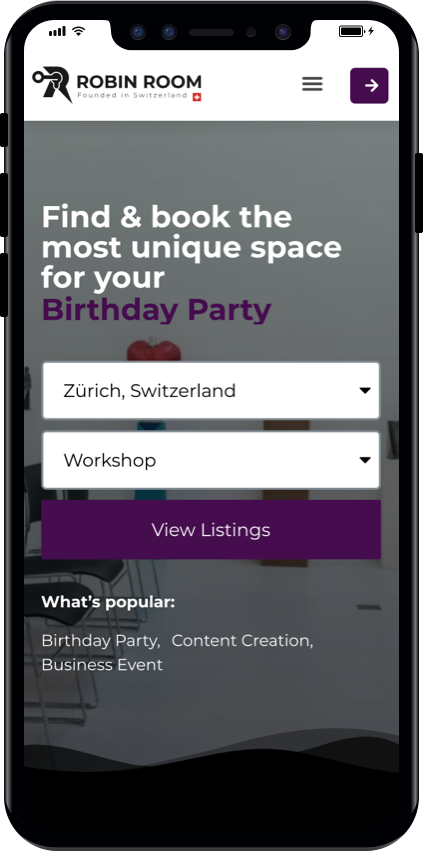 ROBIN ROOM
Founded in Switzerland
Find & book the
most unique space
for your
Birthday Party
Zürich, Switzerland
Workshop
View Listings
What's popular:
Birthday Party, Content Creation,
Business Event